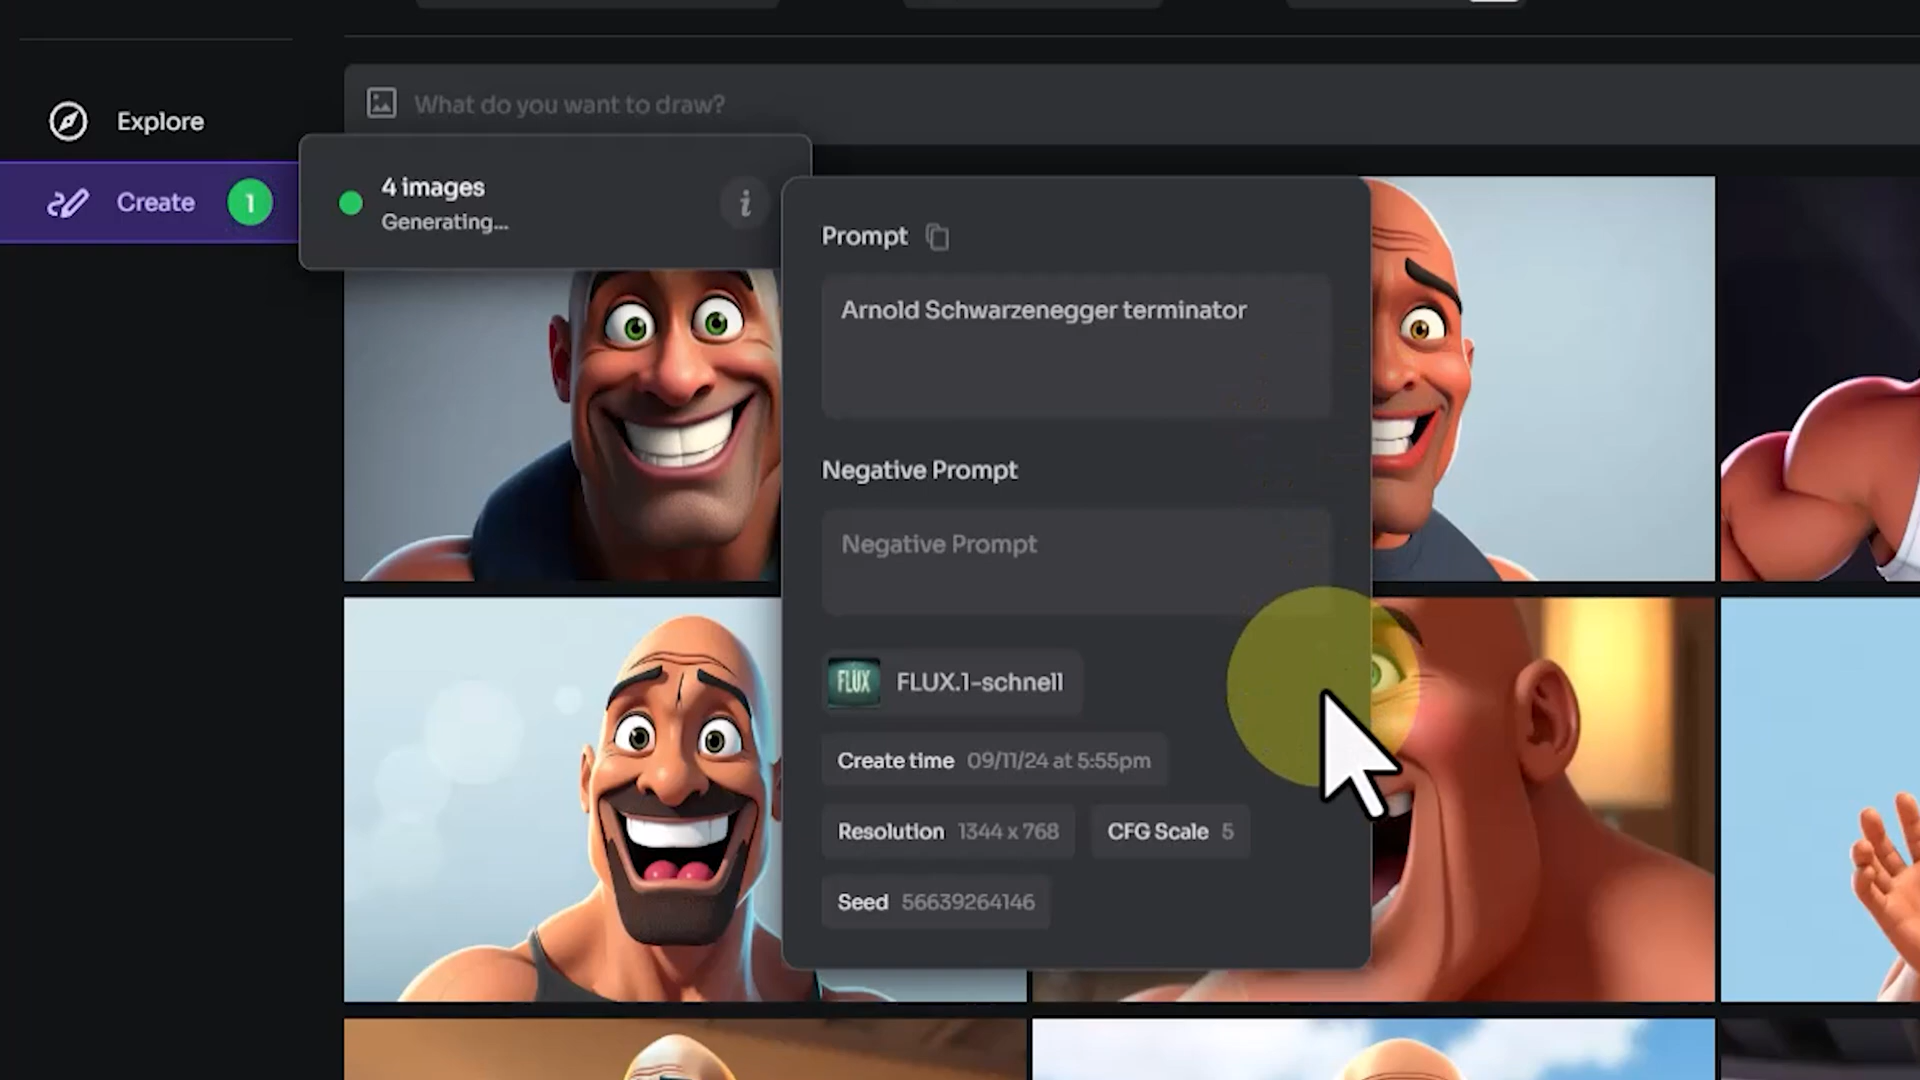 What do you want to draw?
Explore
Create 1
4 images
Generating...
i
Prompt
Arnold Schwarzenegger terminator
Negative Prompt
Negative Prompt
FLUX FLUX.1-schnell
Create time 09/11/24 at 5:55pm
Resolution 1344 x 768 CFG Scale 5
Seed 56639264146